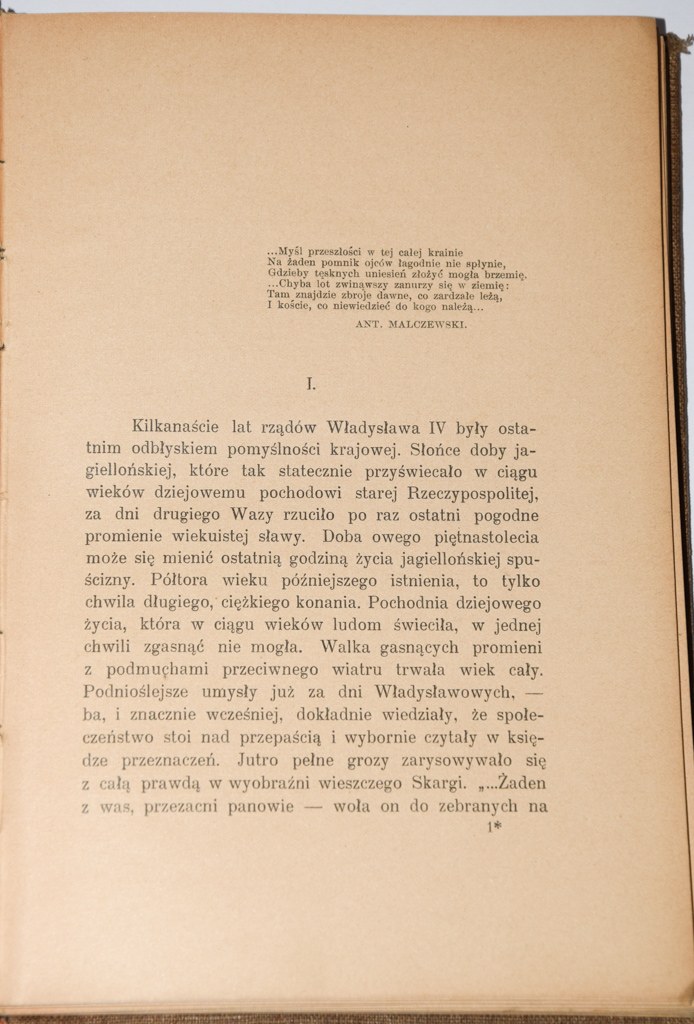 ...Myśl przeszłości w tej całej krainie
Na żaden pomnik ojców łagodnie nie spłynie,
Gdzieby tęsknych uniesień złożyć mogła brzemię.
...Chyba lot zwinąwszy zanurzy się w ziemię:
Tam znajdzie zbroje dawne, co zardzałe leżą,
I kościе, co niewiedzieć do kogo należą...
ANT. MALCZEWSKI.
I.
Kilkanaście lat rządów Władysława IV były osta-
tnim odbłyskiem pomyślności krajowej. Słońce doby ja-
giellońskiej, które tak statecznie przyświecało w ciągu
wieków dziejowemu pochodowi starej Rzeczypospolitej,
za dni drugiego Wazy rzuciło po raz ostatni pogodne
promienie wiekuistej sławy. Doba owego piętnastolecia
może się mienić ostatnią godziną życia jagiellońskiej spu-
ścizny. Półtora wieku późniejszego istnienia, to tylko
chwila długiego, ciężkiego konania. Pochodnia dziejowego
życia, która w ciągu wieków ludom świeciła, w jednej
chwili zgasnąć nie mogła. Walka gasnących promieni
z podmuchami przeciwnego wiatru trwała wiek cały.
Podnioślejsze umysły już za dni Władysławowych, —
ba, i znacznie wcześniej, dokładnie wiedziały, że społe-
czeństwo stoi nad przepaścią i wybornie czytały w księ-
dze przeznaczeń. Jutro pełne grozy zarysowywało się
z całą prawdą w wyobraźni wieszczego Skargi. „...Żaden
z was, przezacni panowie — woła on do zebranych na
1*